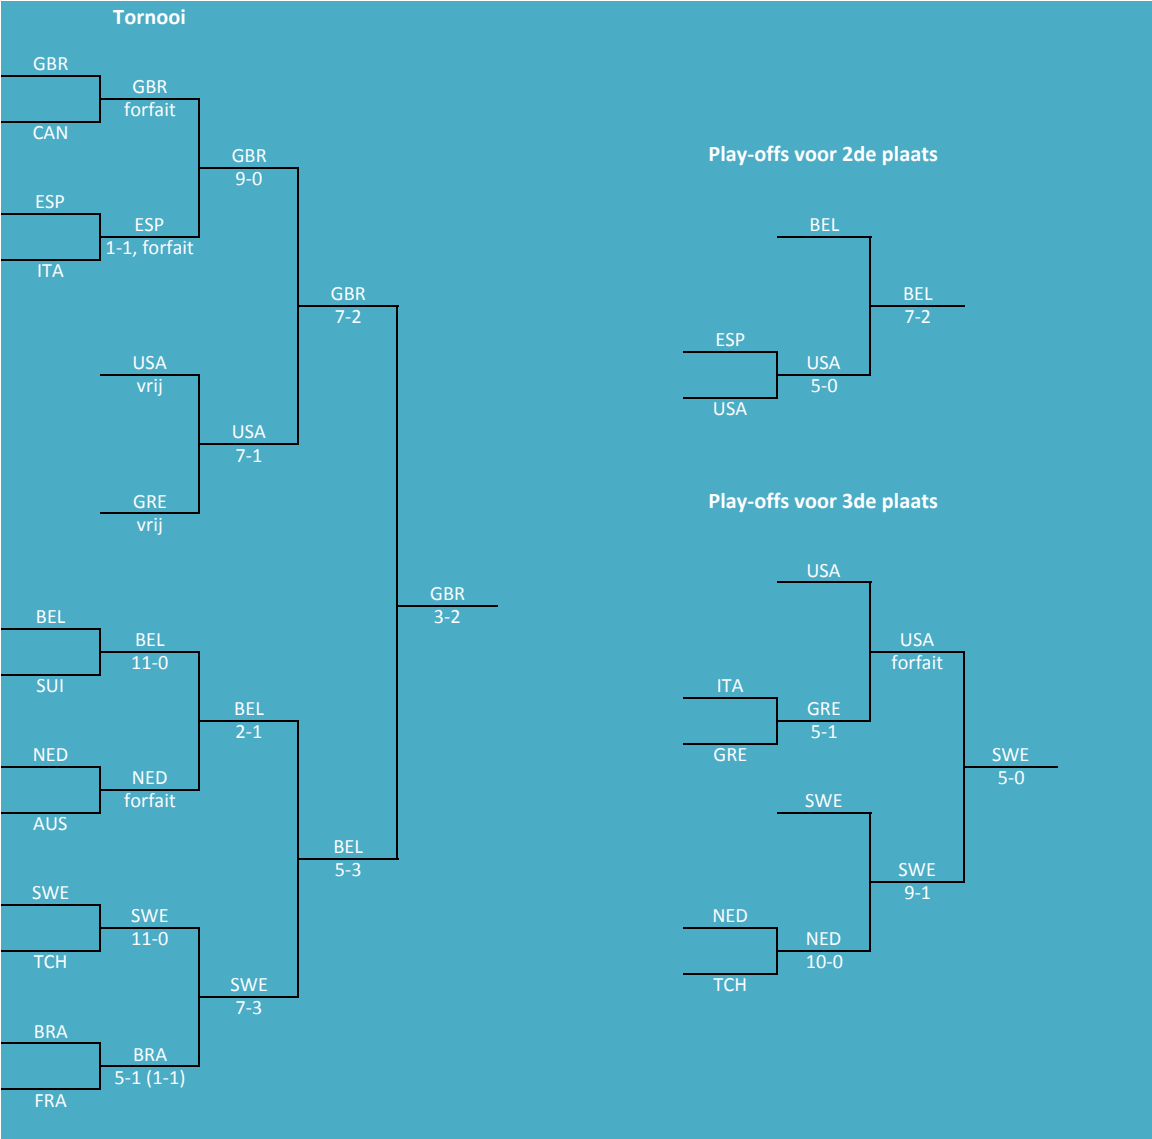 Tornooi
GBR
GBR
forfait
CAN
GBR
9-0
ESP
ESP
1-1, forfait
ITA
GBR
7-2
USA
vrij
USA
7-1
GRE
vrij
GBR
3-2
BEL
BEL
11-0
SUI
BEL
2-1
NED
NED
forfait
AUS
BEL
5-3
SWE
SWE
11-0
TCH
SWE
7-3
BRA
BRA
5-1 (1-1)
FRA
Play-offs voor 2de plaats
BEL
BEL
7-2
ESP
USA
5-0
USA
Play-offs voor 3de plaats
USA
USA
forfait
ITA
GRE
5-1
GRE
SWE
5-0
SWE
SWE
9-1
NED
NED
10-0
TCH